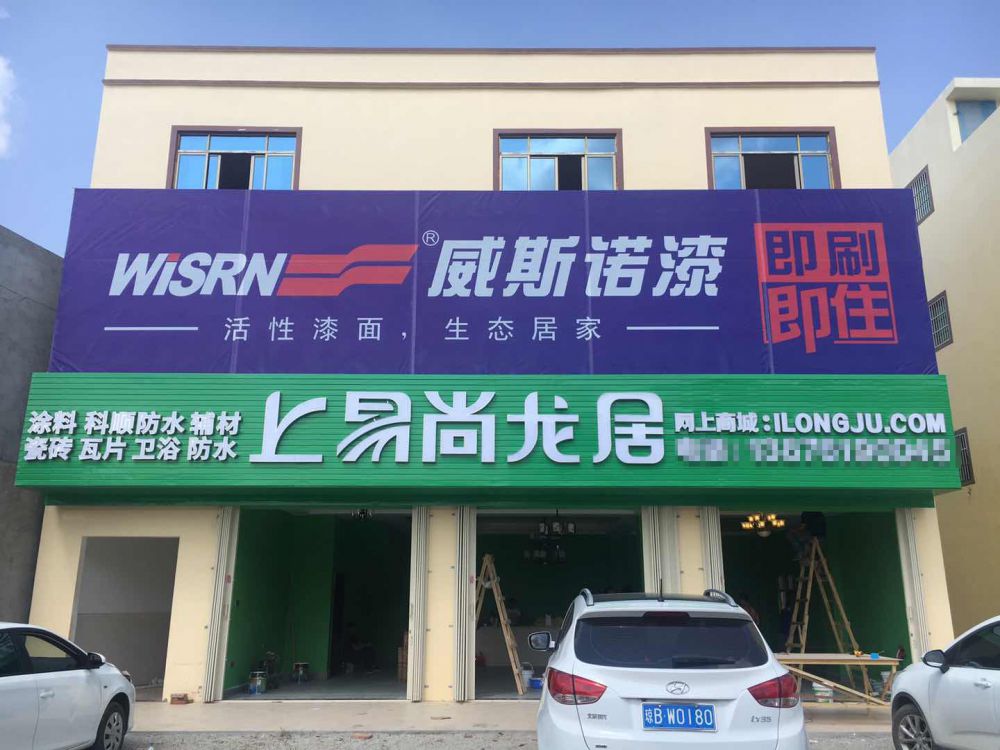 WiSRN® 威斯诺漆
活性漆面，生态居家
即刷
即住
涂料 科顺防水 辅材
瓷砖 瓦片 卫浴 防水
上易尚龙居
网上商城：ILONGJU.COM
琼B·W0180
ix35